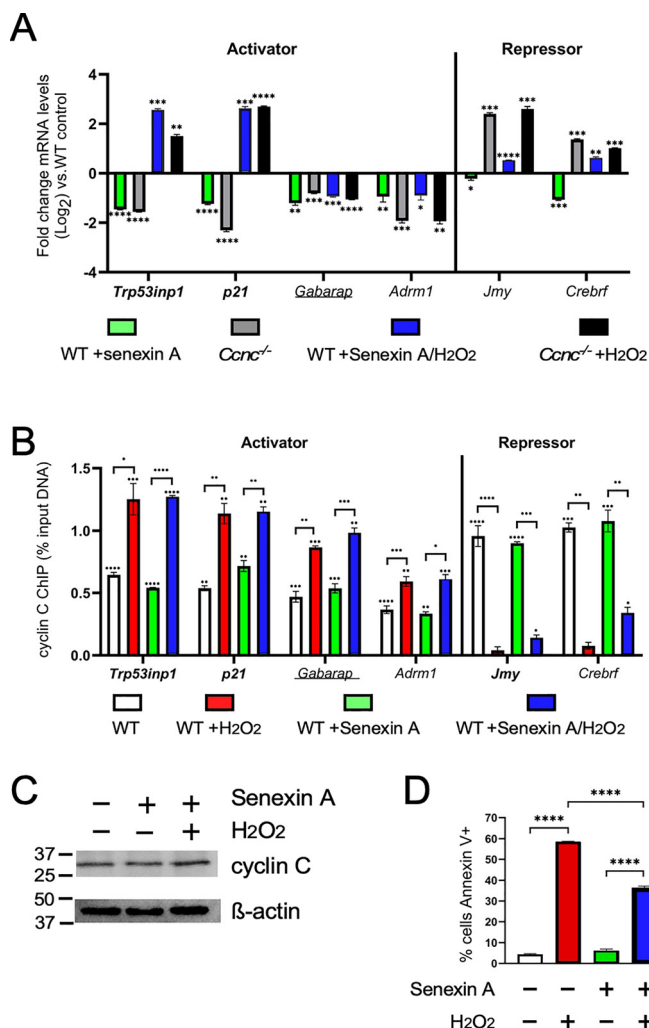 A
Activator Repressor
Fold change mRNA levels
(Log2) vs.WT control
4
2
0
-2
-4
**** **** *** ** **** **** *** **** ** *** *** **** ** *** * ** * *** **** *** *** *** ** ***
Trp53inp1 p21 Gabarap Adrm1 Jmy Crebrf
WT +senexin A Ccnc-/- WT +Senexin A/H2O2 Ccnc-/- +H2O2
B
Activator Repressor
cyclin C ChIP (% input DNA)
1.5
1.0
0.5
0.0
* **** ** ** ** *** *** * **** *** ** **
**** *** **** **** ** ** ** ** *** *** *** ** **** ** ** *** **** **** * *** *** *
Trp53inp1 p21 Gabarap Adrm1 Jmy Crebrf
WT WT +H2O2 WT +Senexin A WT +Senexin A/H2O2
C
– + + Senexin A
– – + H2O2
37
25
cyclin C
50
37
ß-actin
D
% cells Annexin V+
70
60
50
40
30
20
10
0
**** **** ****
Senexin A – – + +
H2O2 – + – +